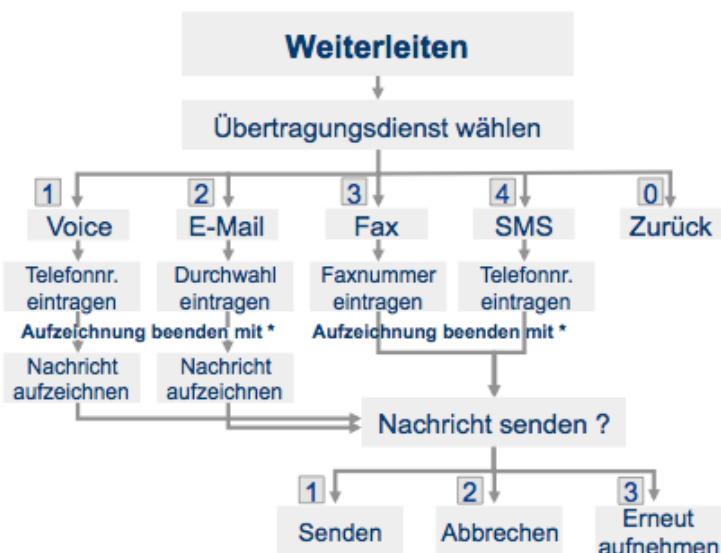 Weiterleiten
Übertragungsdienst wählen
1 2 3 4 0
Voice E-Mail Fax SMS Zurück
Telefonnr. Durchwahl Faxnummer Telefonnr.
eintragen eintragen eintragen eintragen
Aufzeichnung beenden mit * Aufzeichnung beenden mit *
Nachricht Nachricht
aufzeichnen aufzeichnen
Nachricht senden ?
1 2 3
Senden Abbrechen Erneut
aufnehmen